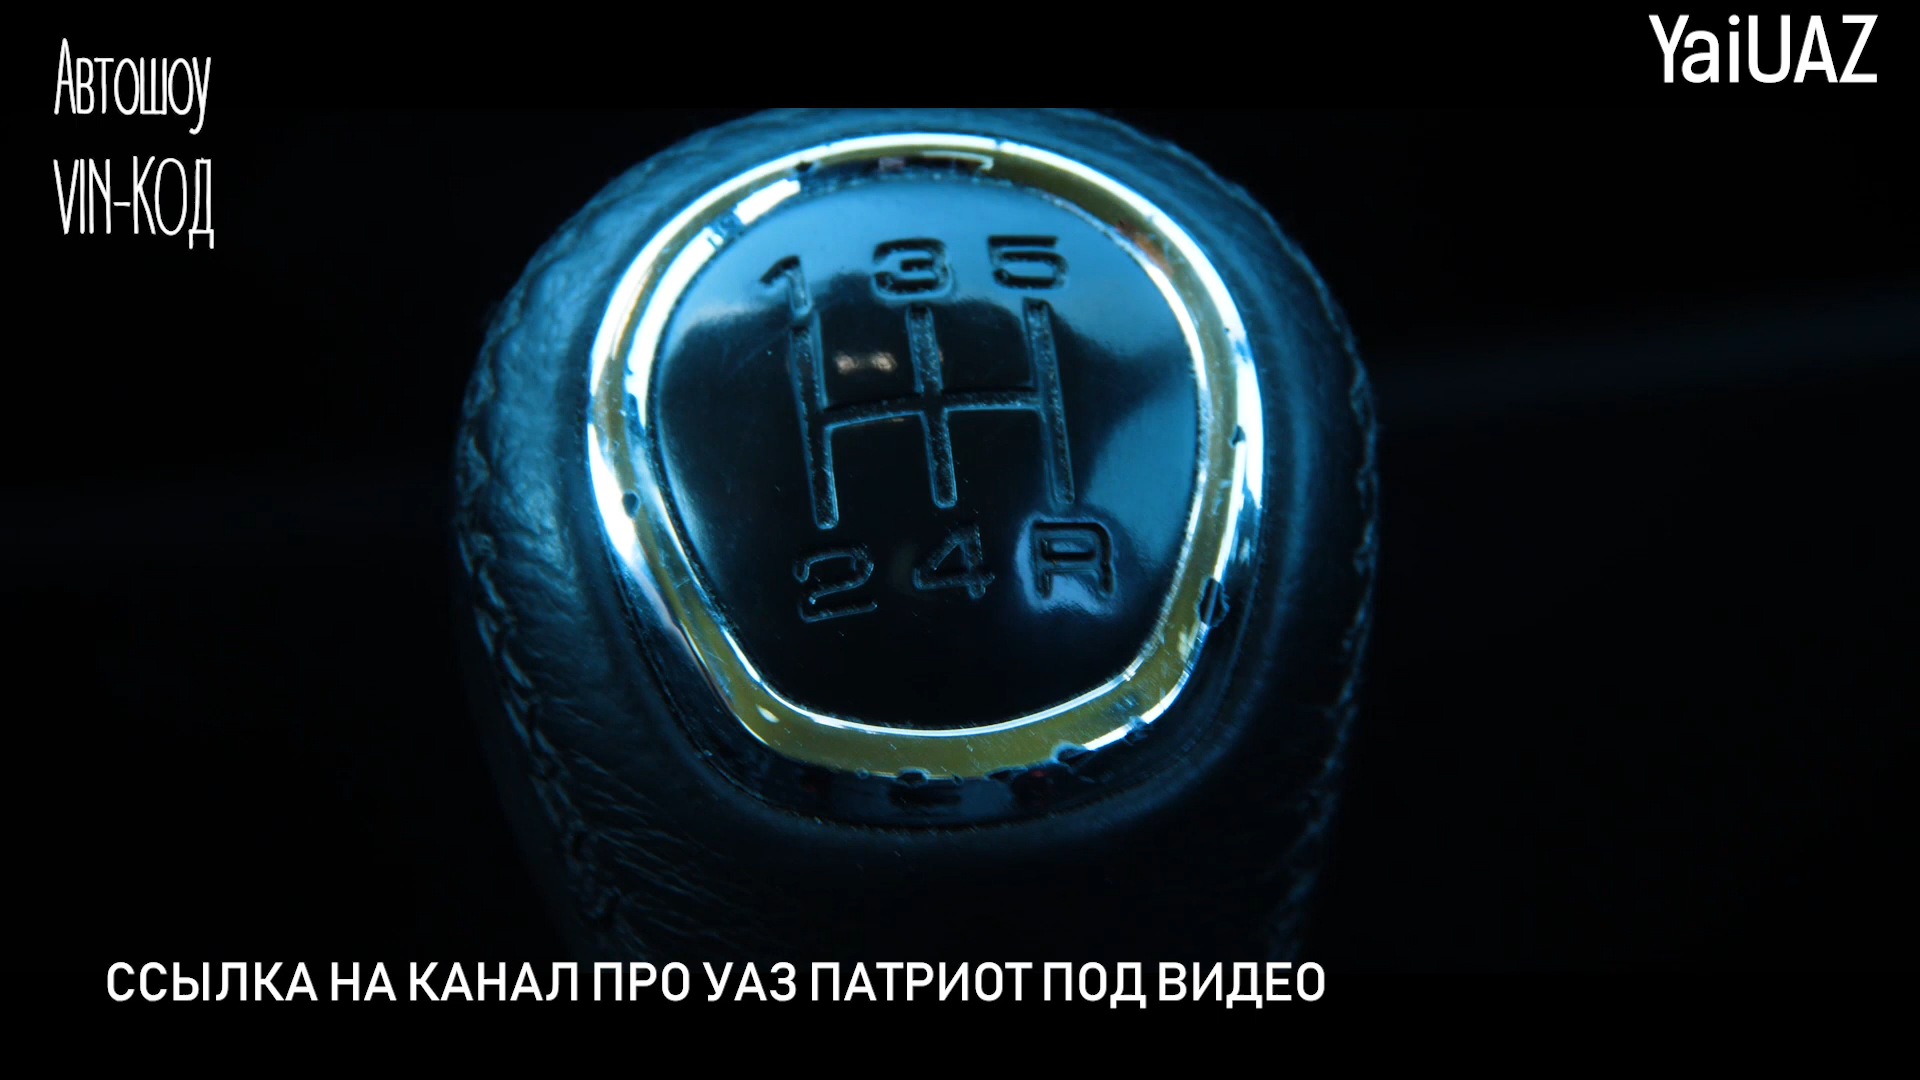 Автошоу
VIN-КОД
YaiUAZ
1 3 5
2 4 R
ССЫЛКА НА КАНАЛ ПРО УАЗ ПАТРИОТ ПОД ВИДЕО